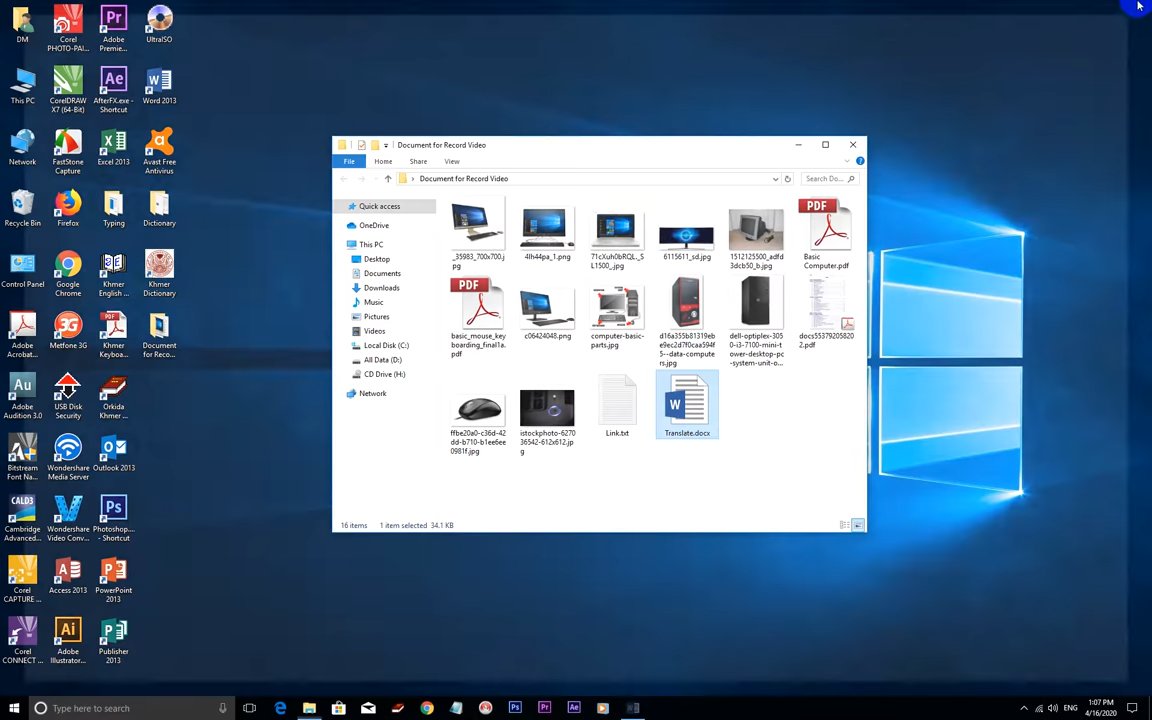 DM
Corel PHOTO-PAI...
Adobe Premie...
UltraISO
This PC
CorelDRAW X7 (64-Bit)
AfterFX.exe - Shortcut
Word 2013
Network
FastStone Capture
Excel 2013
Avast Free Antivirus
Recycle Bin
Firefox
Typing
Dictionary
Control Panel
Google Chrome
Khmer English ...
Khmer Dictionary
Adobe Acrobat...
Metfone 3G
Khmer Keyboa...
Document for Reco...
Adobe Audition 3.0
USB Disk Security
Orkida Khmer ...
Bitstream Font Na...
Wondershare Media Server
Outlook 2013
Cambridge Advanced...
Wondershare Video Conv...
Photoshop... - Shortcut
Corel CAPTURE ...
Access 2013
PowerPoint 2013
Corel CONNECT ...
Adobe Illustrator...
Publisher 2013
Document for Record Video
File Home Share View
Document for Record Video
Search Do...
Quick access
OneDrive
This PC
Desktop
Documents
Downloads
Music
Pictures
Videos
Local Disk (C:)
All Data (D:)
CD Drive (H:)
Network
_35983_700x700.jpg
4lh44pa_1.png
71cXuh0bRQL._SL1500_.jpg
6115611_sd.jpg
1512125500_adfd3dcb50_b.jpg
PDF
Basic Computer.pdf
PDF
basic_mouse_keyboarding_final1a.pdf
c06424048.png
computer-basic-parts.jpg
d16a355b81319ebe9ec2d7f0caa594f5--data-computers.jpg
dell-optiplex-3050-i3-7100-mini-tower-desktop-pc-system-unit-o...
docs553792058202.pdf
ffbe20a0-c36d-42dd-b710-b1ee6ee0981f.jpg
istockphoto-627036542-612x612.jpg
Link.txt
Translate.docx
16 items 1 item selected 34.1 KB
Type here to search
ENG
1:07 PM
4/16/2020